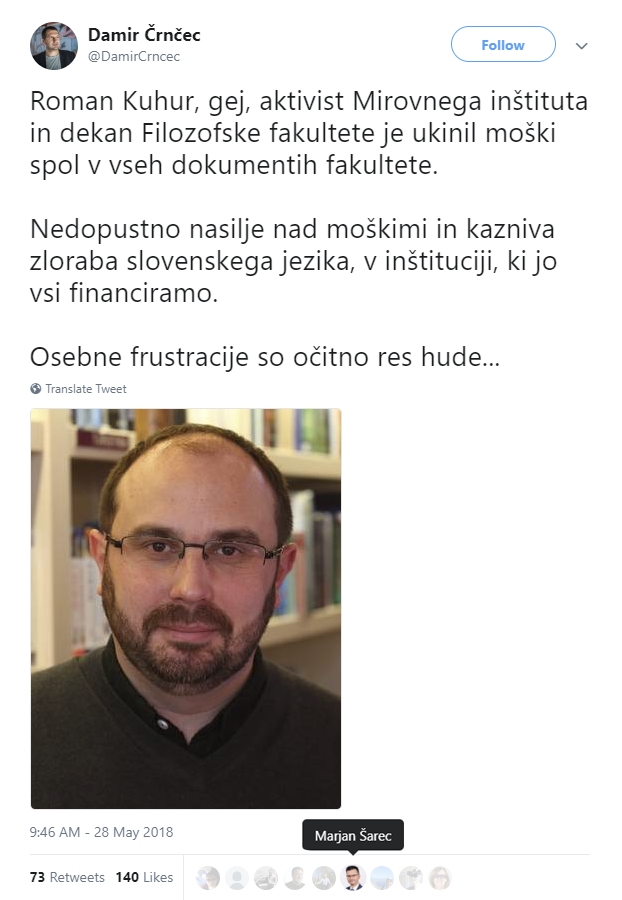 Damir Črnčec
@DamirCrncec
Follow
Roman Kuhur, gej, aktivist Mirovnega inštituta
in dekan Filozofske fakultete je ukinil moški
spol v vseh dokumentih fakultete.
Nedopustno nasilje nad moškimi in kazniva
zloraba slovenskega jezika, v inštituciji, ki jo
vsi financiramo.
Osebne frustracije so očitno res hude...
Translate Tweet
9:46 AM - 28 May 2018
Marjan Šarec
73 Retweets 140 Likes